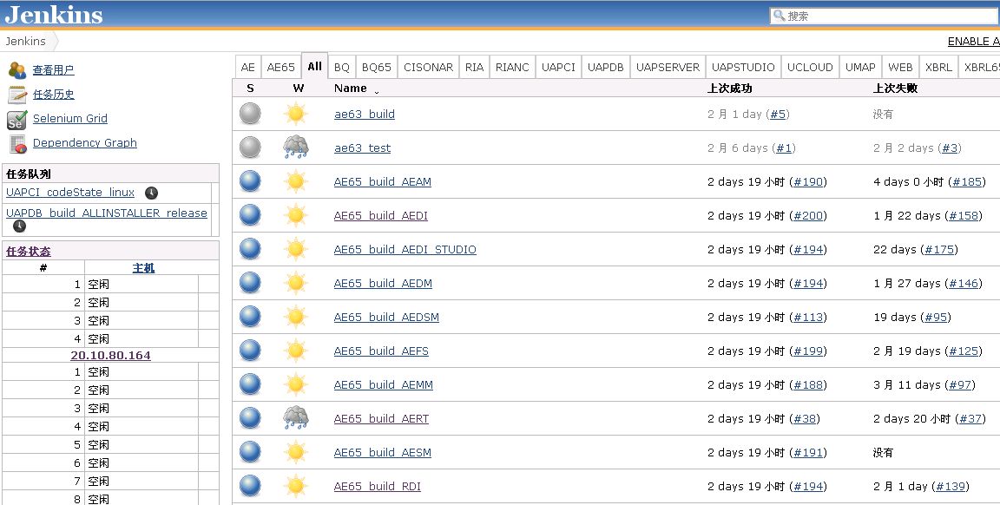 Jenkins
搜索
Jenkins
ENABLE A
查看用户
任务历史
Selenium Grid
Dependency Graph
任务队列
UAPCI_codeState_linux
UAPDB_build_ALLINSTALLER_release
任务状态
# 主机
1 空闲
2 空闲
3 空闲
4 空闲
20.10.80.164
1 空闲
2 空闲
3 空闲
4 空闲
5 空闲
6 空闲
7 空闲
8 空闲
AE AE65 All BQ BQ65 CISONAR RIA RIANC UAPCI UAPDB UAPSERVER UAPSTUDIO UCLOUD UMAP WEB XBRL XBRL65
S W Name 上次成功 上次失败
ae63_build 2 月 1 day (#5) 没有
ae63_test 2 月 6 days (#1) 2 月 2 days (#3)
AE65_build_AEAM 2 days 19 小时 (#190) 4 days 0 小时 (#185)
AE65_build_AEDI 2 days 19 小时 (#200) 1 月 22 days (#158)
AE65_build_AEDI_STUDIO 2 days 19 小时 (#194) 22 days (#175)
AE65_build_AEDM 2 days 19 小时 (#194) 1 月 27 days (#146)
AE65_build_AEDSM 2 days 19 小时 (#113) 19 days (#95)
AE65_build_AEFS 2 days 19 小时 (#199) 2 月 19 days (#125)
AE65_build_AEMM 2 days 19 小时 (#188) 3 月 11 days (#97)
AE65_build_AERT 2 days 19 小时 (#38) 2 days 20 小时 (#37)
AE65_build_AESM 2 days 19 小时 (#191) 没有
AE65_build_RDI 2 days 19 小时 (#194) 2 月 1 day (#139)